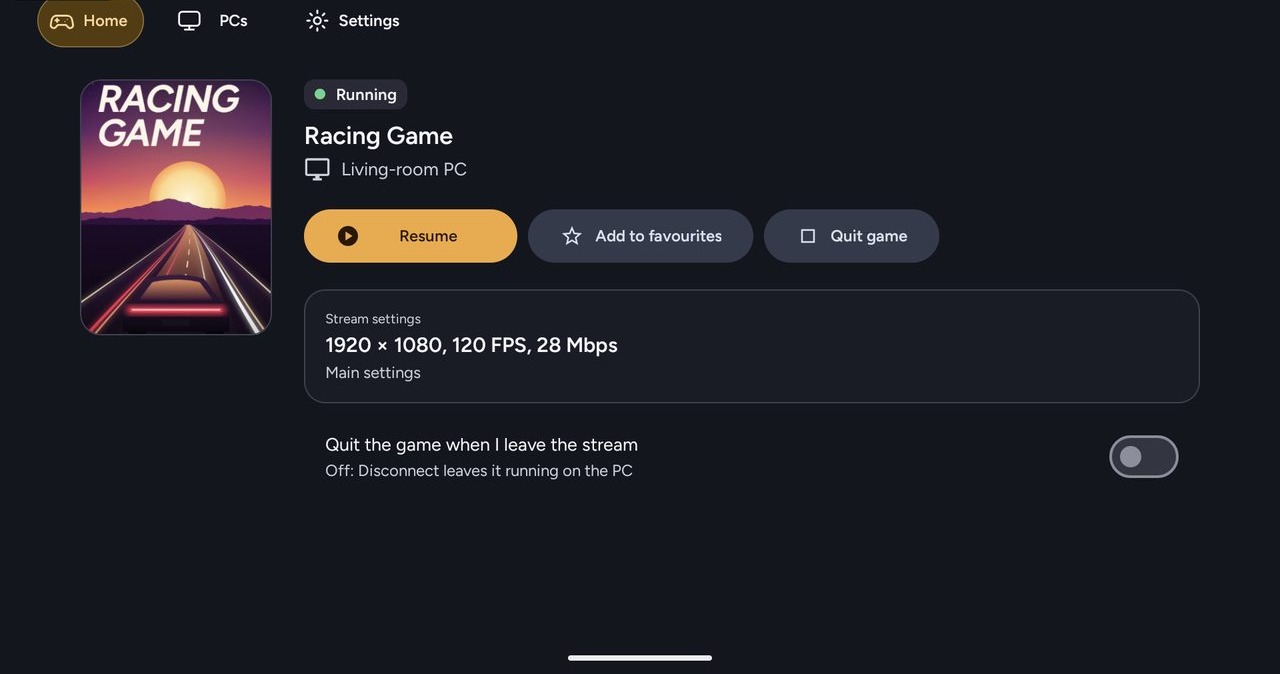 Home
PCs
Settings
RACING
GAME
Running
Racing Game
Living-room PC
Resume
Add to favourites
Quit game
Stream settings
1920 × 1080, 120 FPS, 28 Mbps
Main settings
Quit the game when I leave the stream
Off: Disconnect leaves it running on the PC